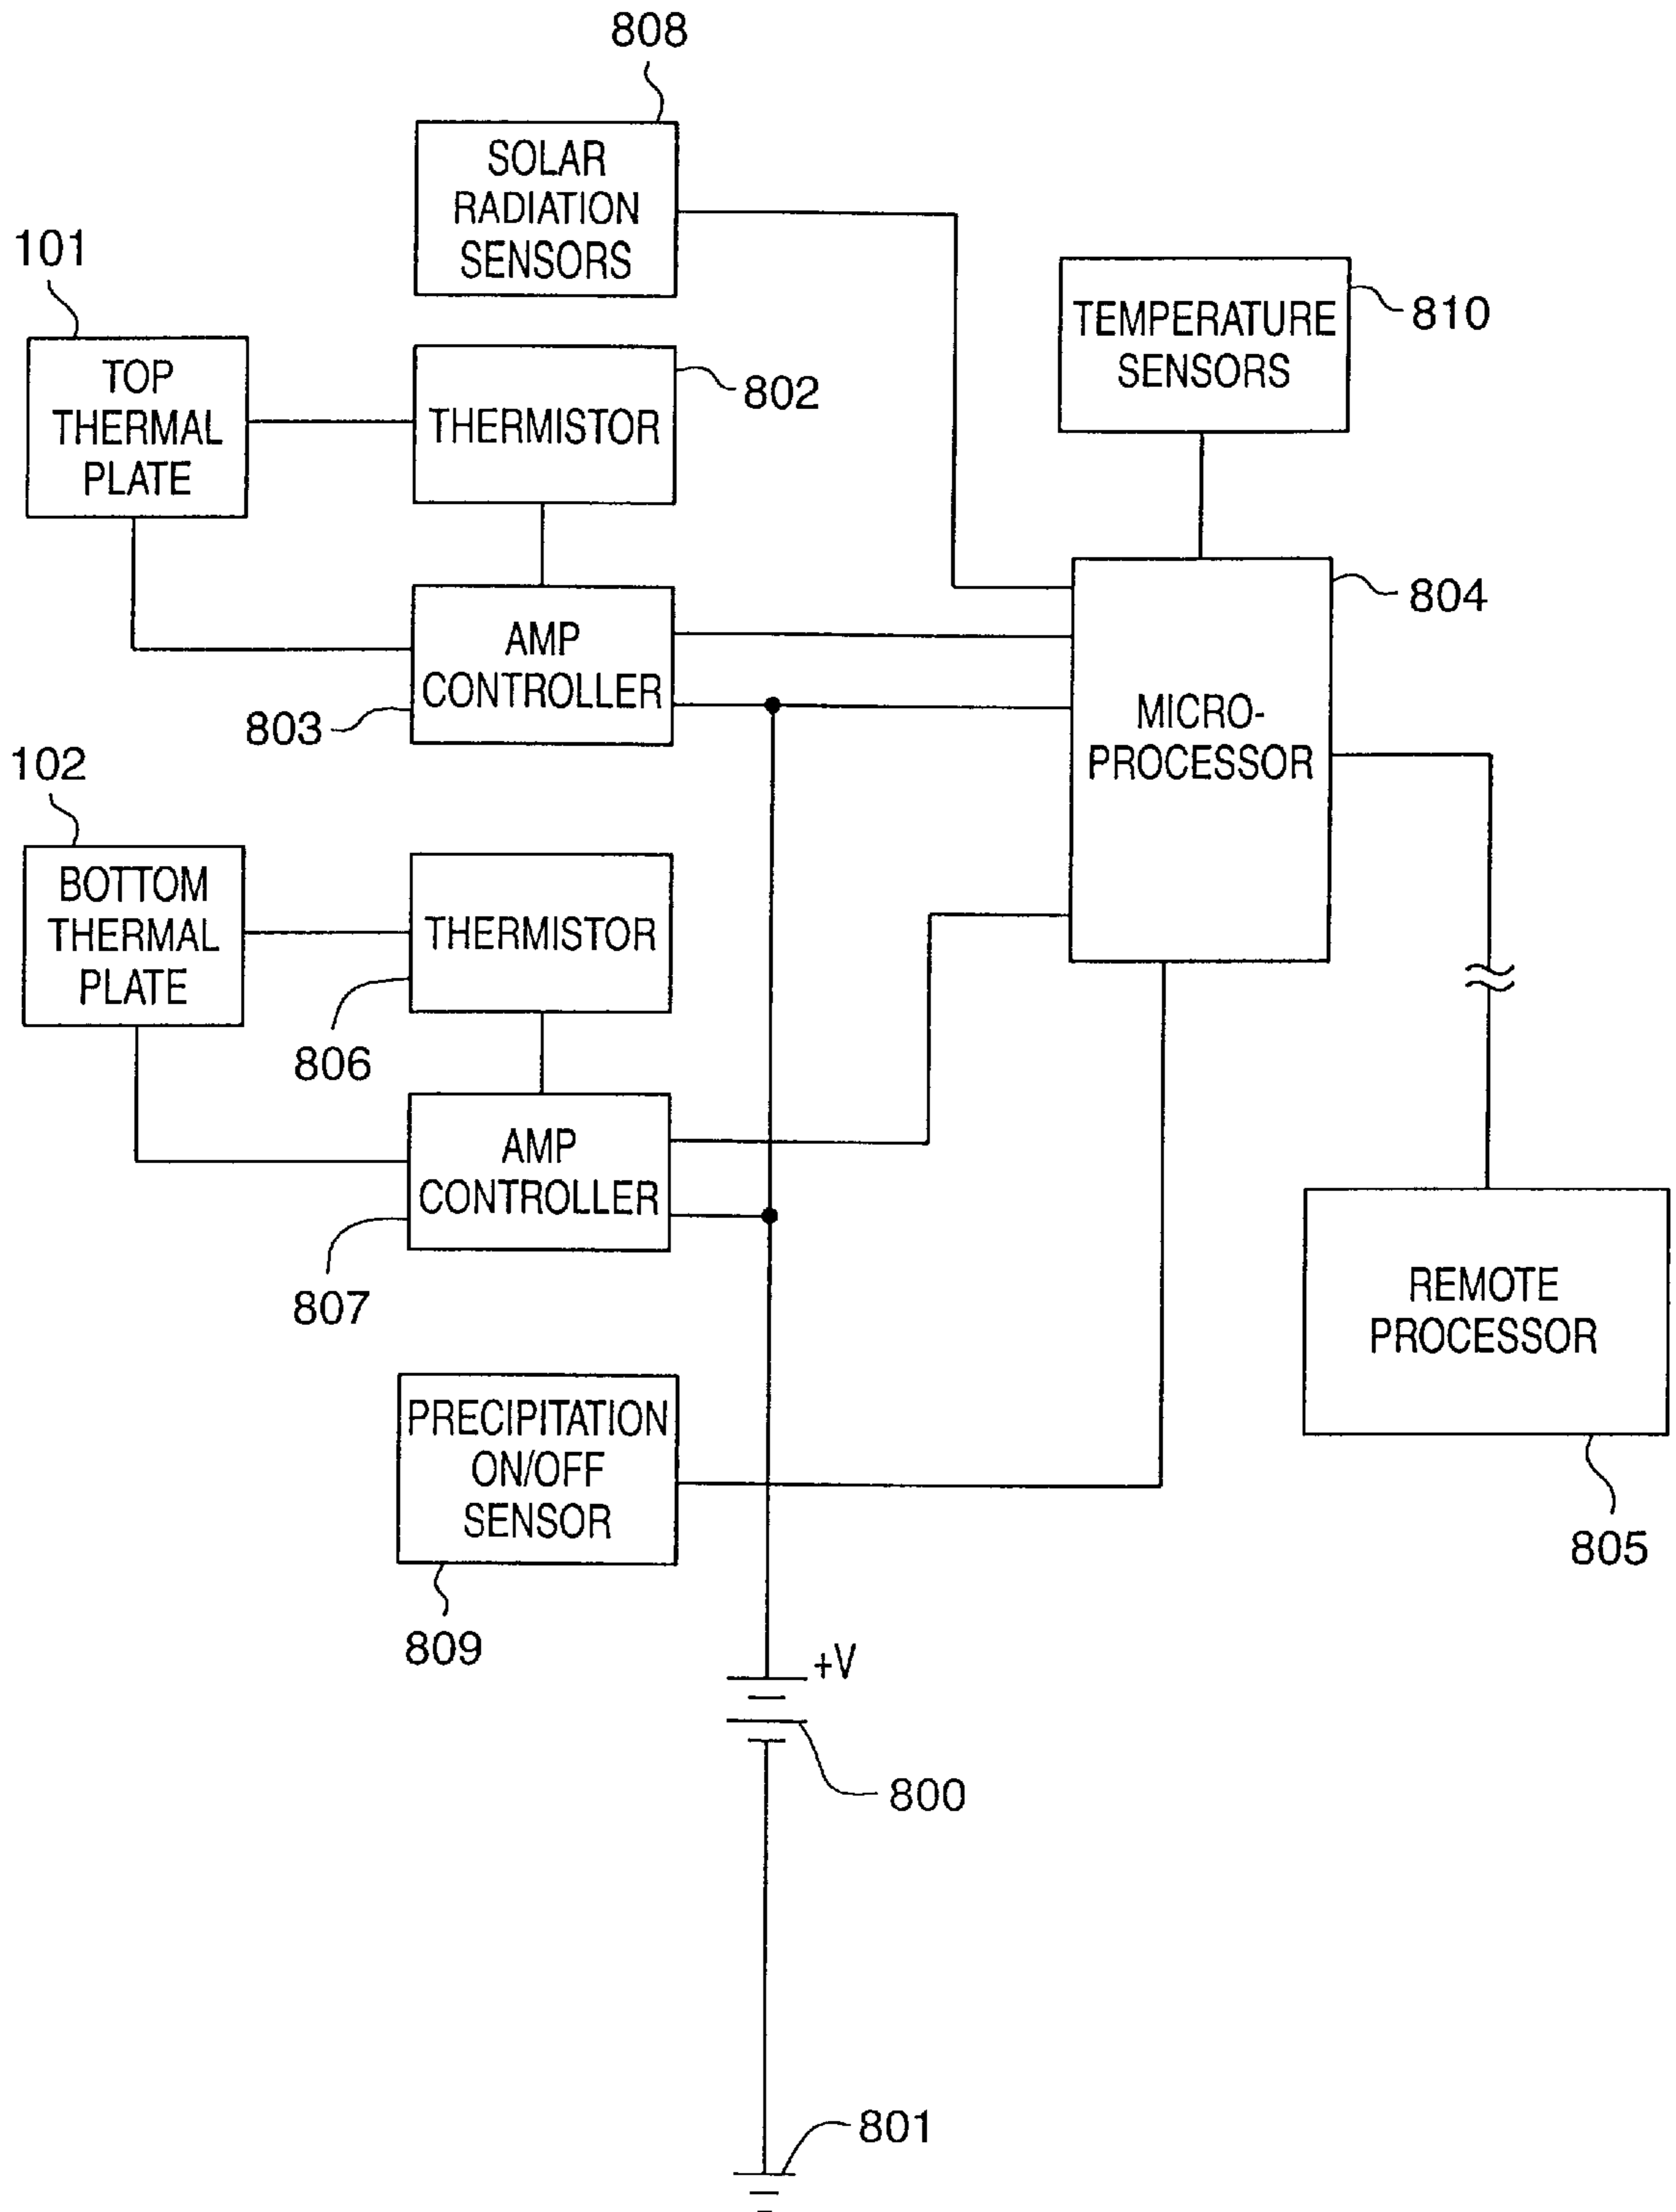 808
SOLAR
RADIATION
SENSORS
101
TOP
THERMAL
PLATE
THERMISTOR
802
TEMPERATURE
SENSORS
810
AMP
CONTROLLER
803
MICRO-
PROCESSOR
804
102
BOTTOM
THERMAL
PLATE
THERMISTOR
806
AMP
CONTROLLER
807
REMOTE
PROCESSOR
805
PRECIPITATION
ON/OFF
SENSOR
809
+V
800
801